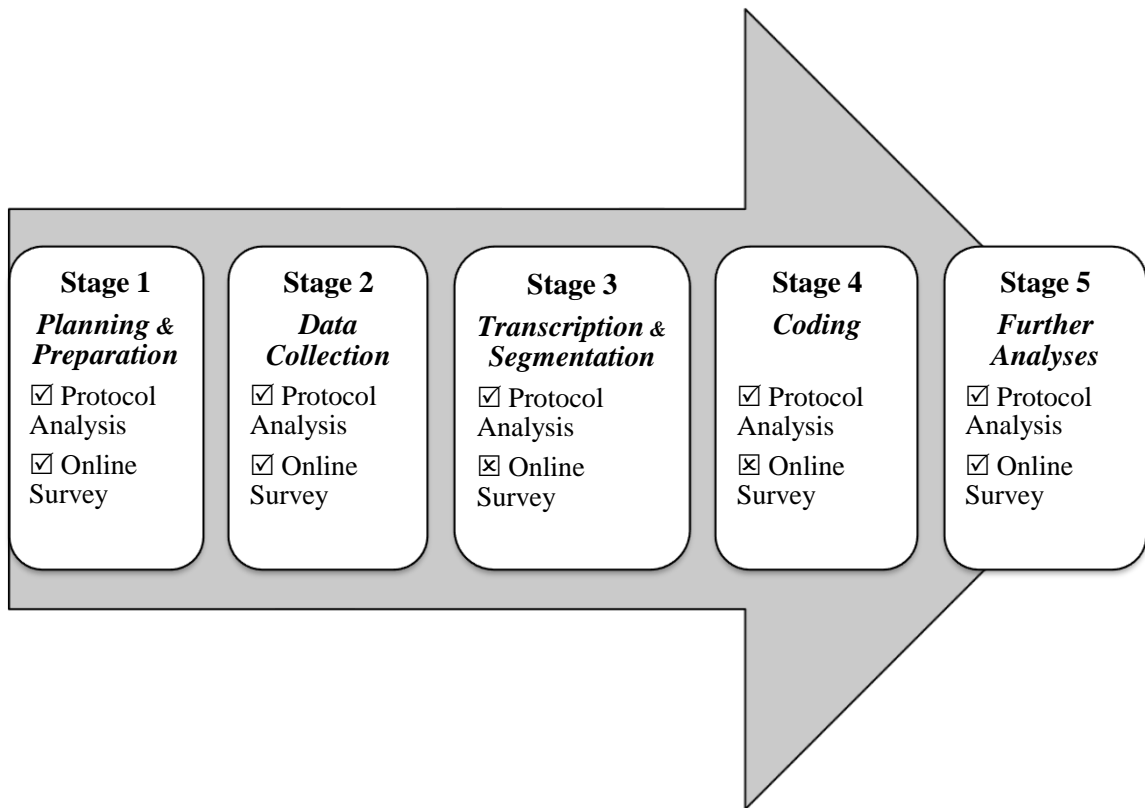 Stage 1
Planning &
Preparation
☑ Protocol
Analysis
☑ Online
Survey
Stage 2
Data
Collection
☑ Protocol
Analysis
☑ Online
Survey
Stage 3
Transcription &
Segmentation
☑ Protocol
Analysis
☒ Online
Survey
Stage 4
Coding
☑ Protocol
Analysis
☒ Online
Survey
Stage 5
Further
Analyses
☑ Protocol
Analysis
☑ Online
Survey